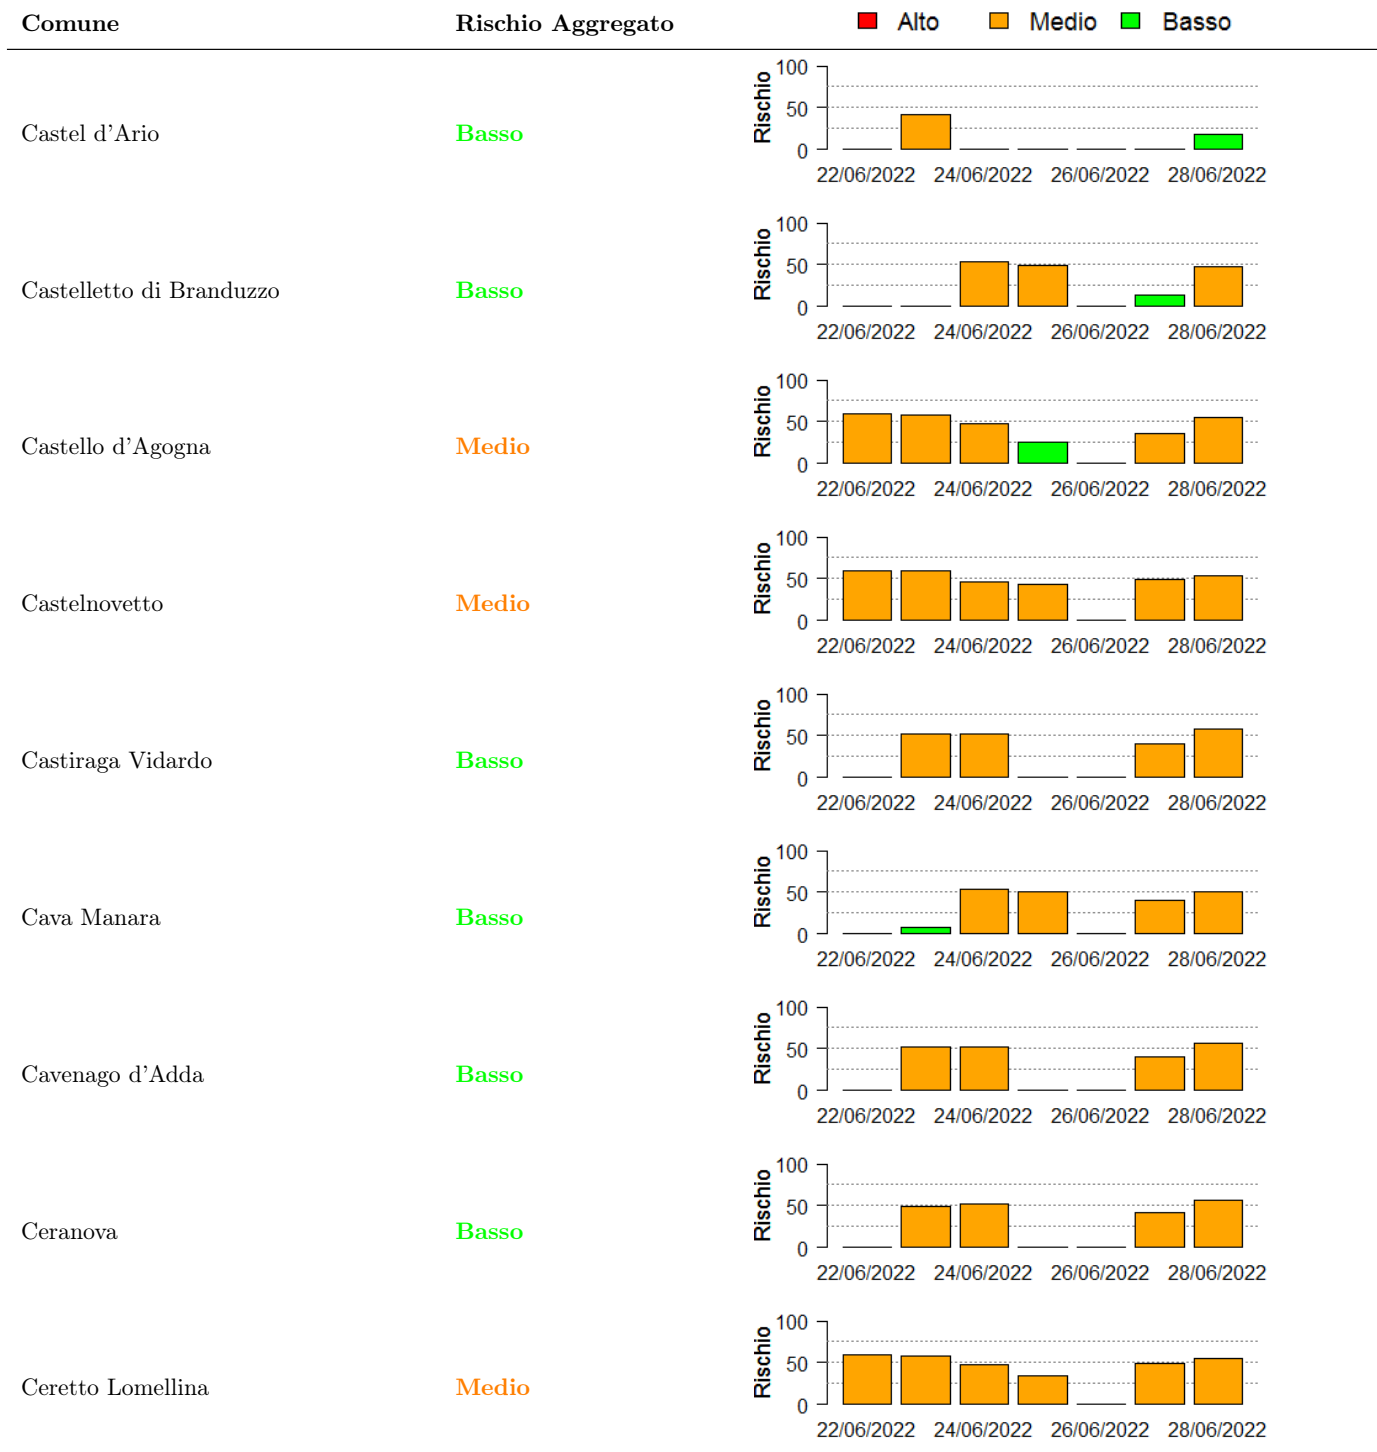 Comune Rischio Aggregato Alto Medio Basso
100
50
0
Rischio
Castel d'Ario Basso
22/06/2022 24/06/2022 26/06/2022 28/06/2022
100
50
0
Rischio
Castelletto di Branduzzo Basso
22/06/2022 24/06/2022 26/06/2022 28/06/2022
100
50
0
Rischio
Castello d'Agogna Medio
22/06/2022 24/06/2022 26/06/2022 28/06/2022
100
50
0
Rischio
Castelnovetto Medio
22/06/2022 24/06/2022 26/06/2022 28/06/2022
100
50
0
Rischio
Castiraga Vidardo Basso
22/06/2022 24/06/2022 26/06/2022 28/06/2022
100
50
0
Rischio
Cava Manara Basso
22/06/2022 24/06/2022 26/06/2022 28/06/2022
100
50
0
Rischio
Cavenago d'Adda Basso
22/06/2022 24/06/2022 26/06/2022 28/06/2022
100
50
0
Rischio
Ceranova Basso
22/06/2022 24/06/2022 26/06/2022 28/06/2022
100
50
0
Rischio
Ceretto Lomellina Medio
22/06/2022 24/06/2022 26/06/2022 28/06/2022